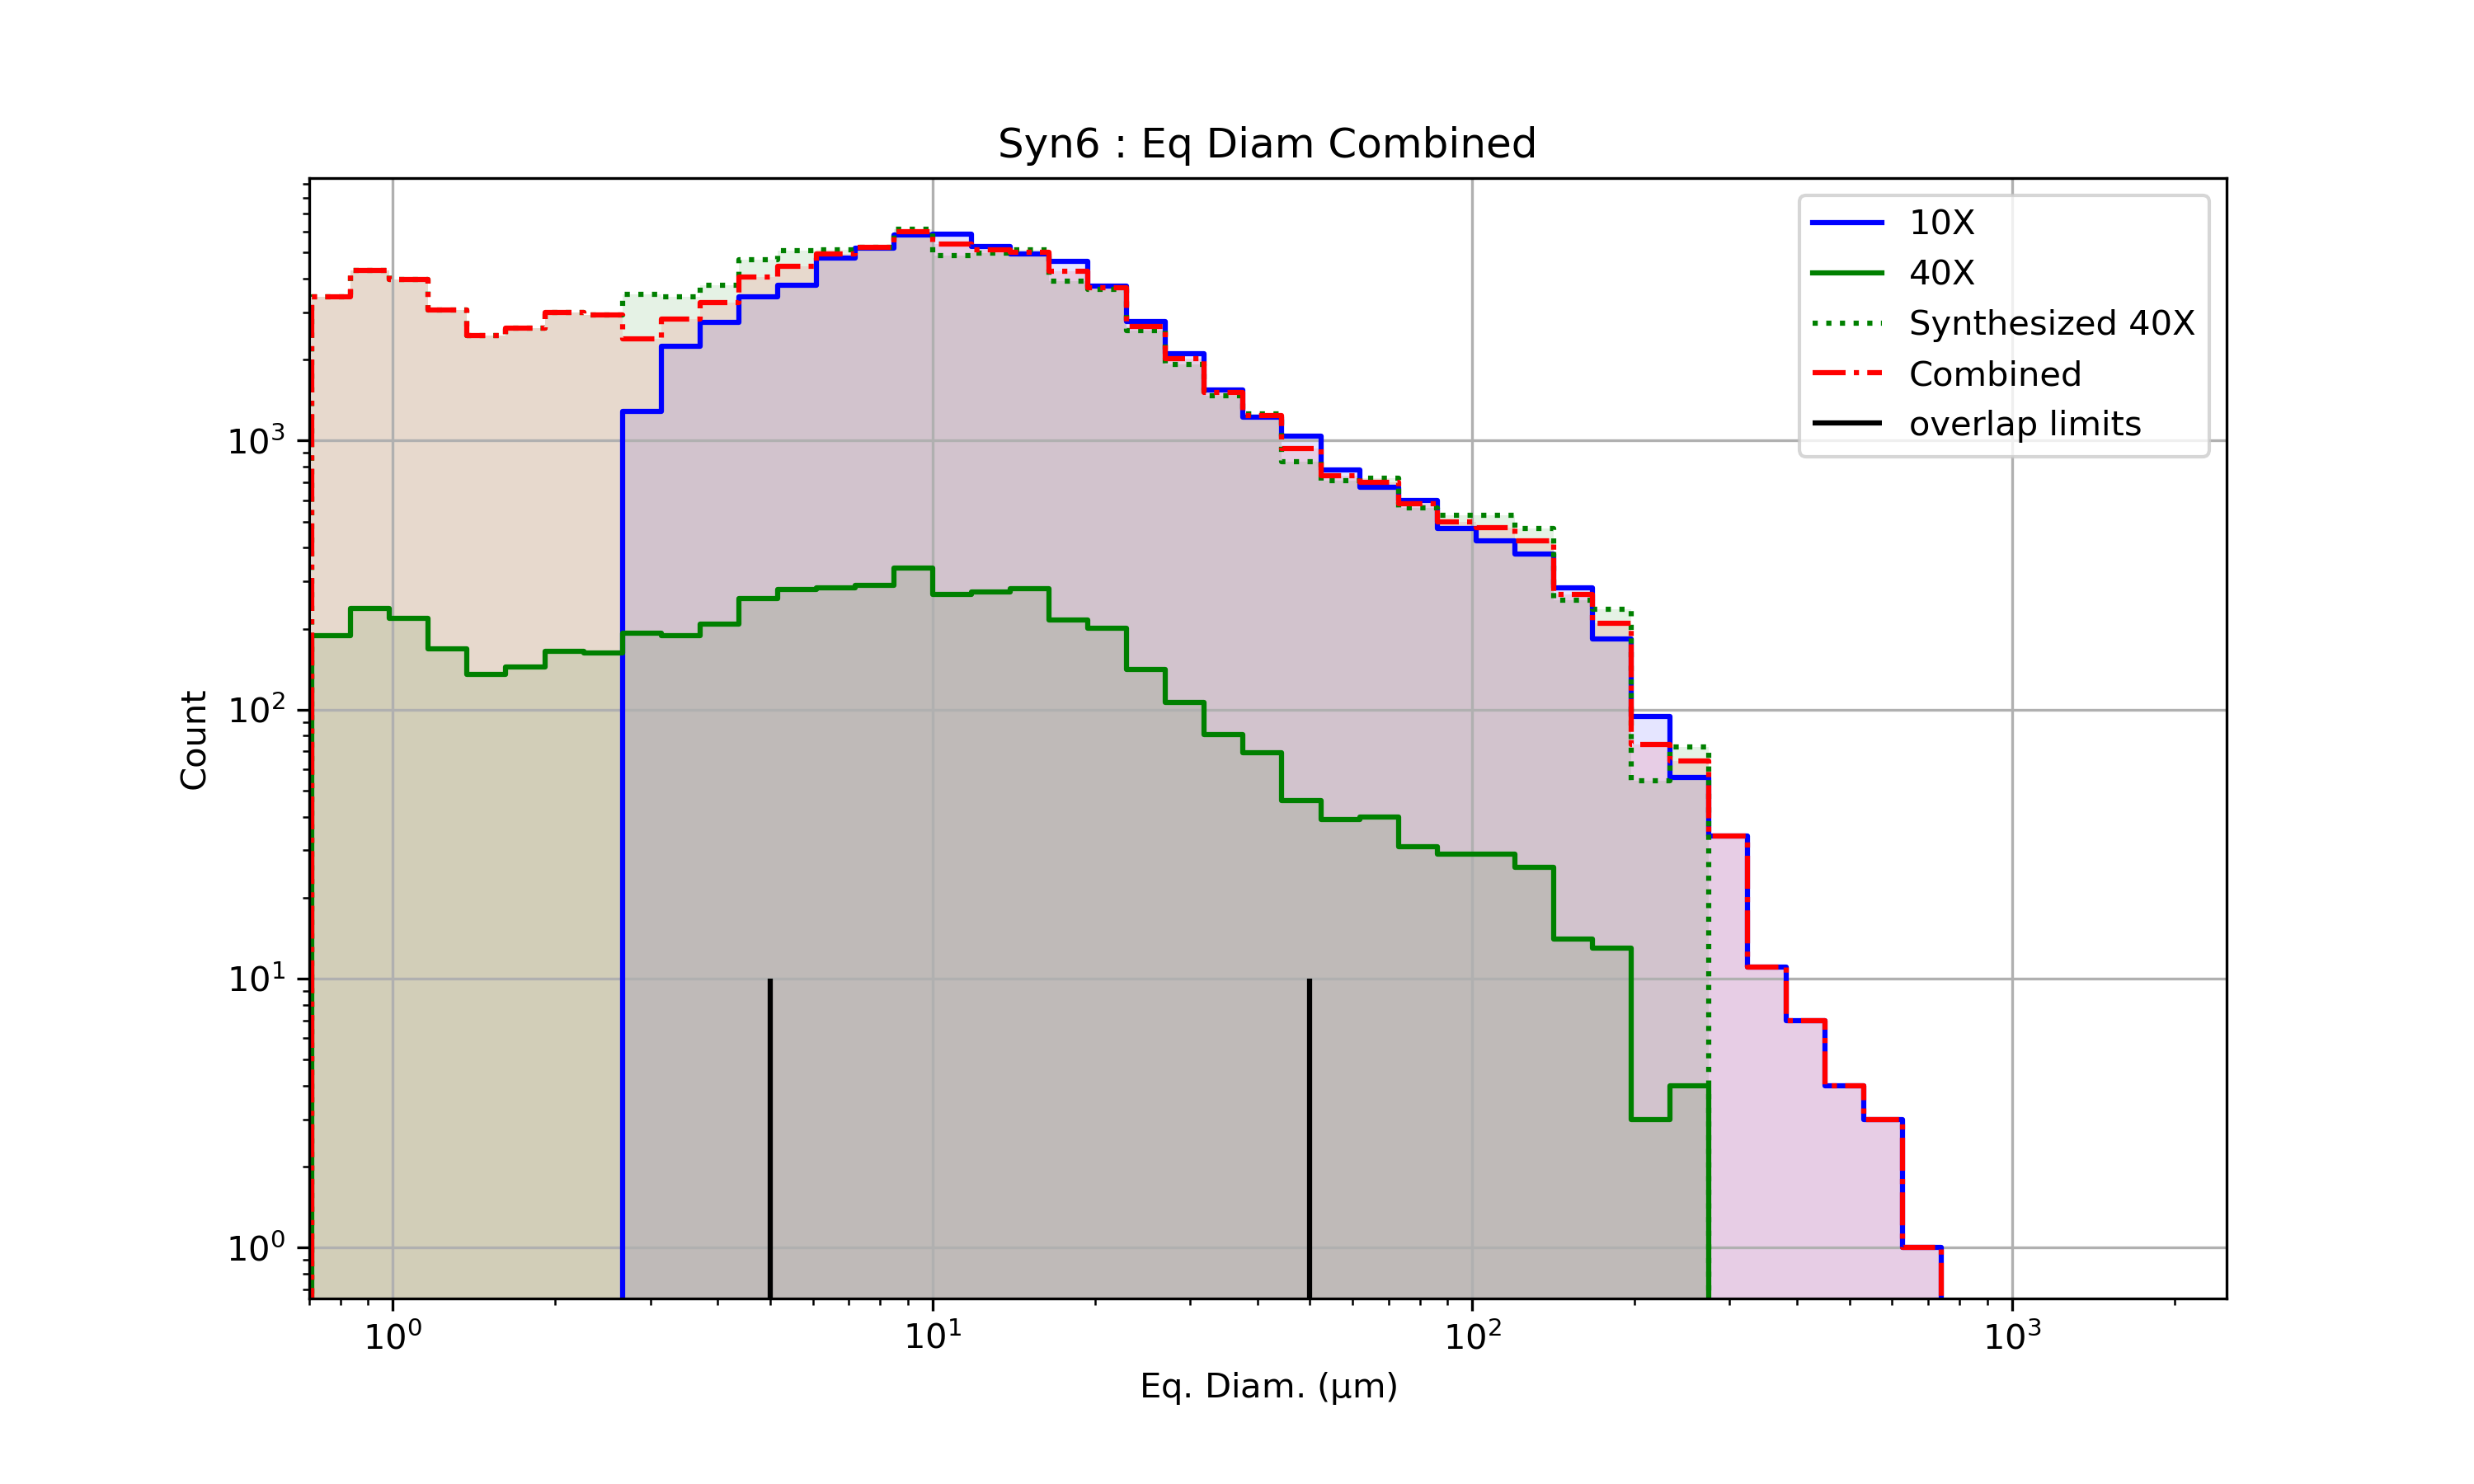 Syn6 : Eq Diam Combined
10X
40X
Synthesized 40X
Combined
overlap limits
Count
10³
10²
10¹
10⁰
10⁰ 10¹ 10² 10³
Eq. Diam. (μm)